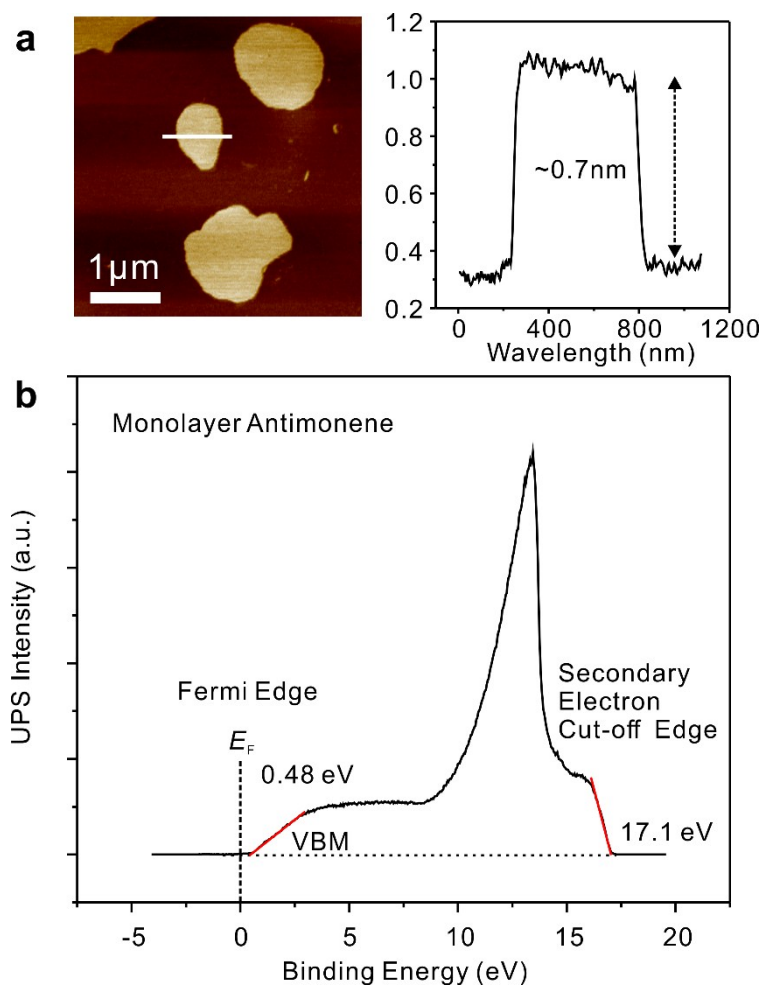 a
1μm
1.2
1.0
0.8
0.6
0.4
0.2
~0.7nm
0
400
800
1200
Wavelength (nm)
b
Monolayer Antimonene
UPS Intensity (a.u.)
Fermi Edge
E_F
0.48 eV
VBM
Secondary
Electron
Cut-off Edge
17.1 eV
-5
0
5
10
15
20
Binding Energy (eV)